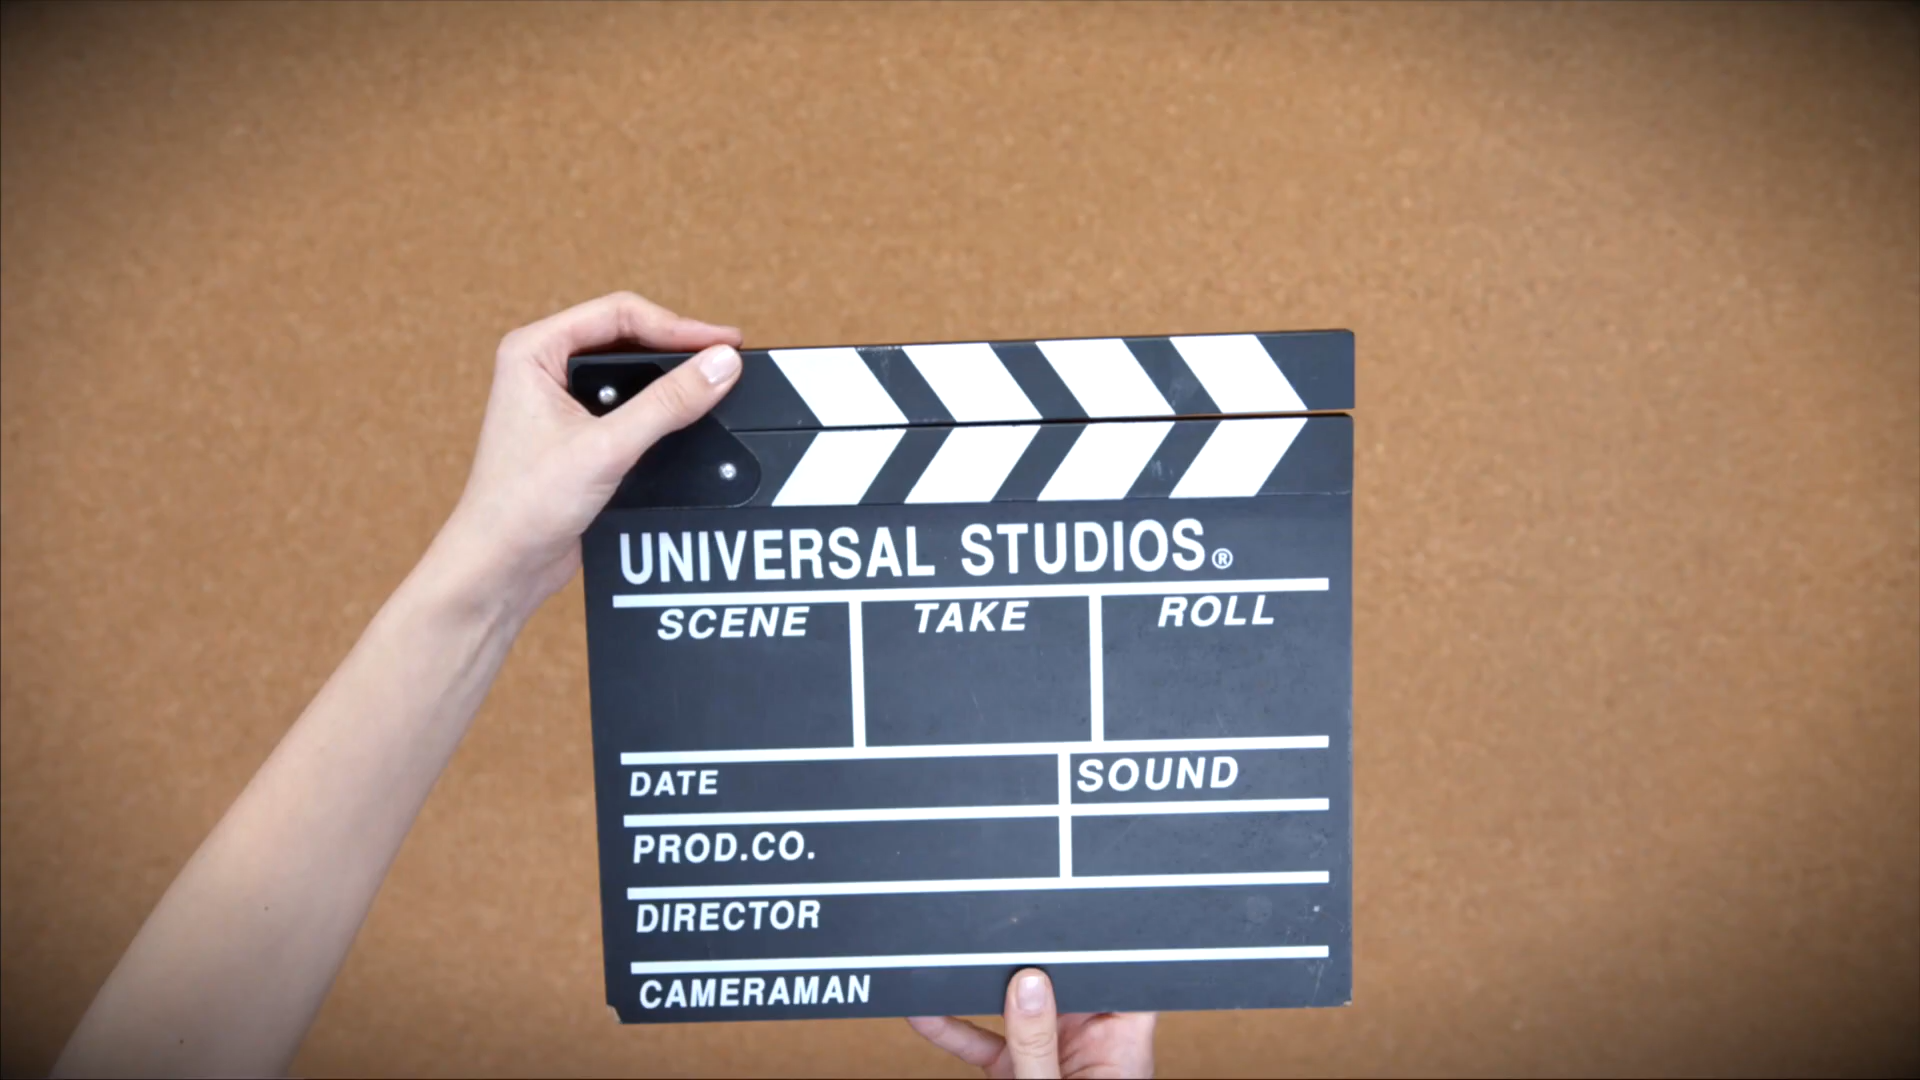 UNIVERSAL STUDIOS®
SCENE TAKE ROLL
DATE SOUND
PROD.CO.
DIRECTOR
CAMERAMAN